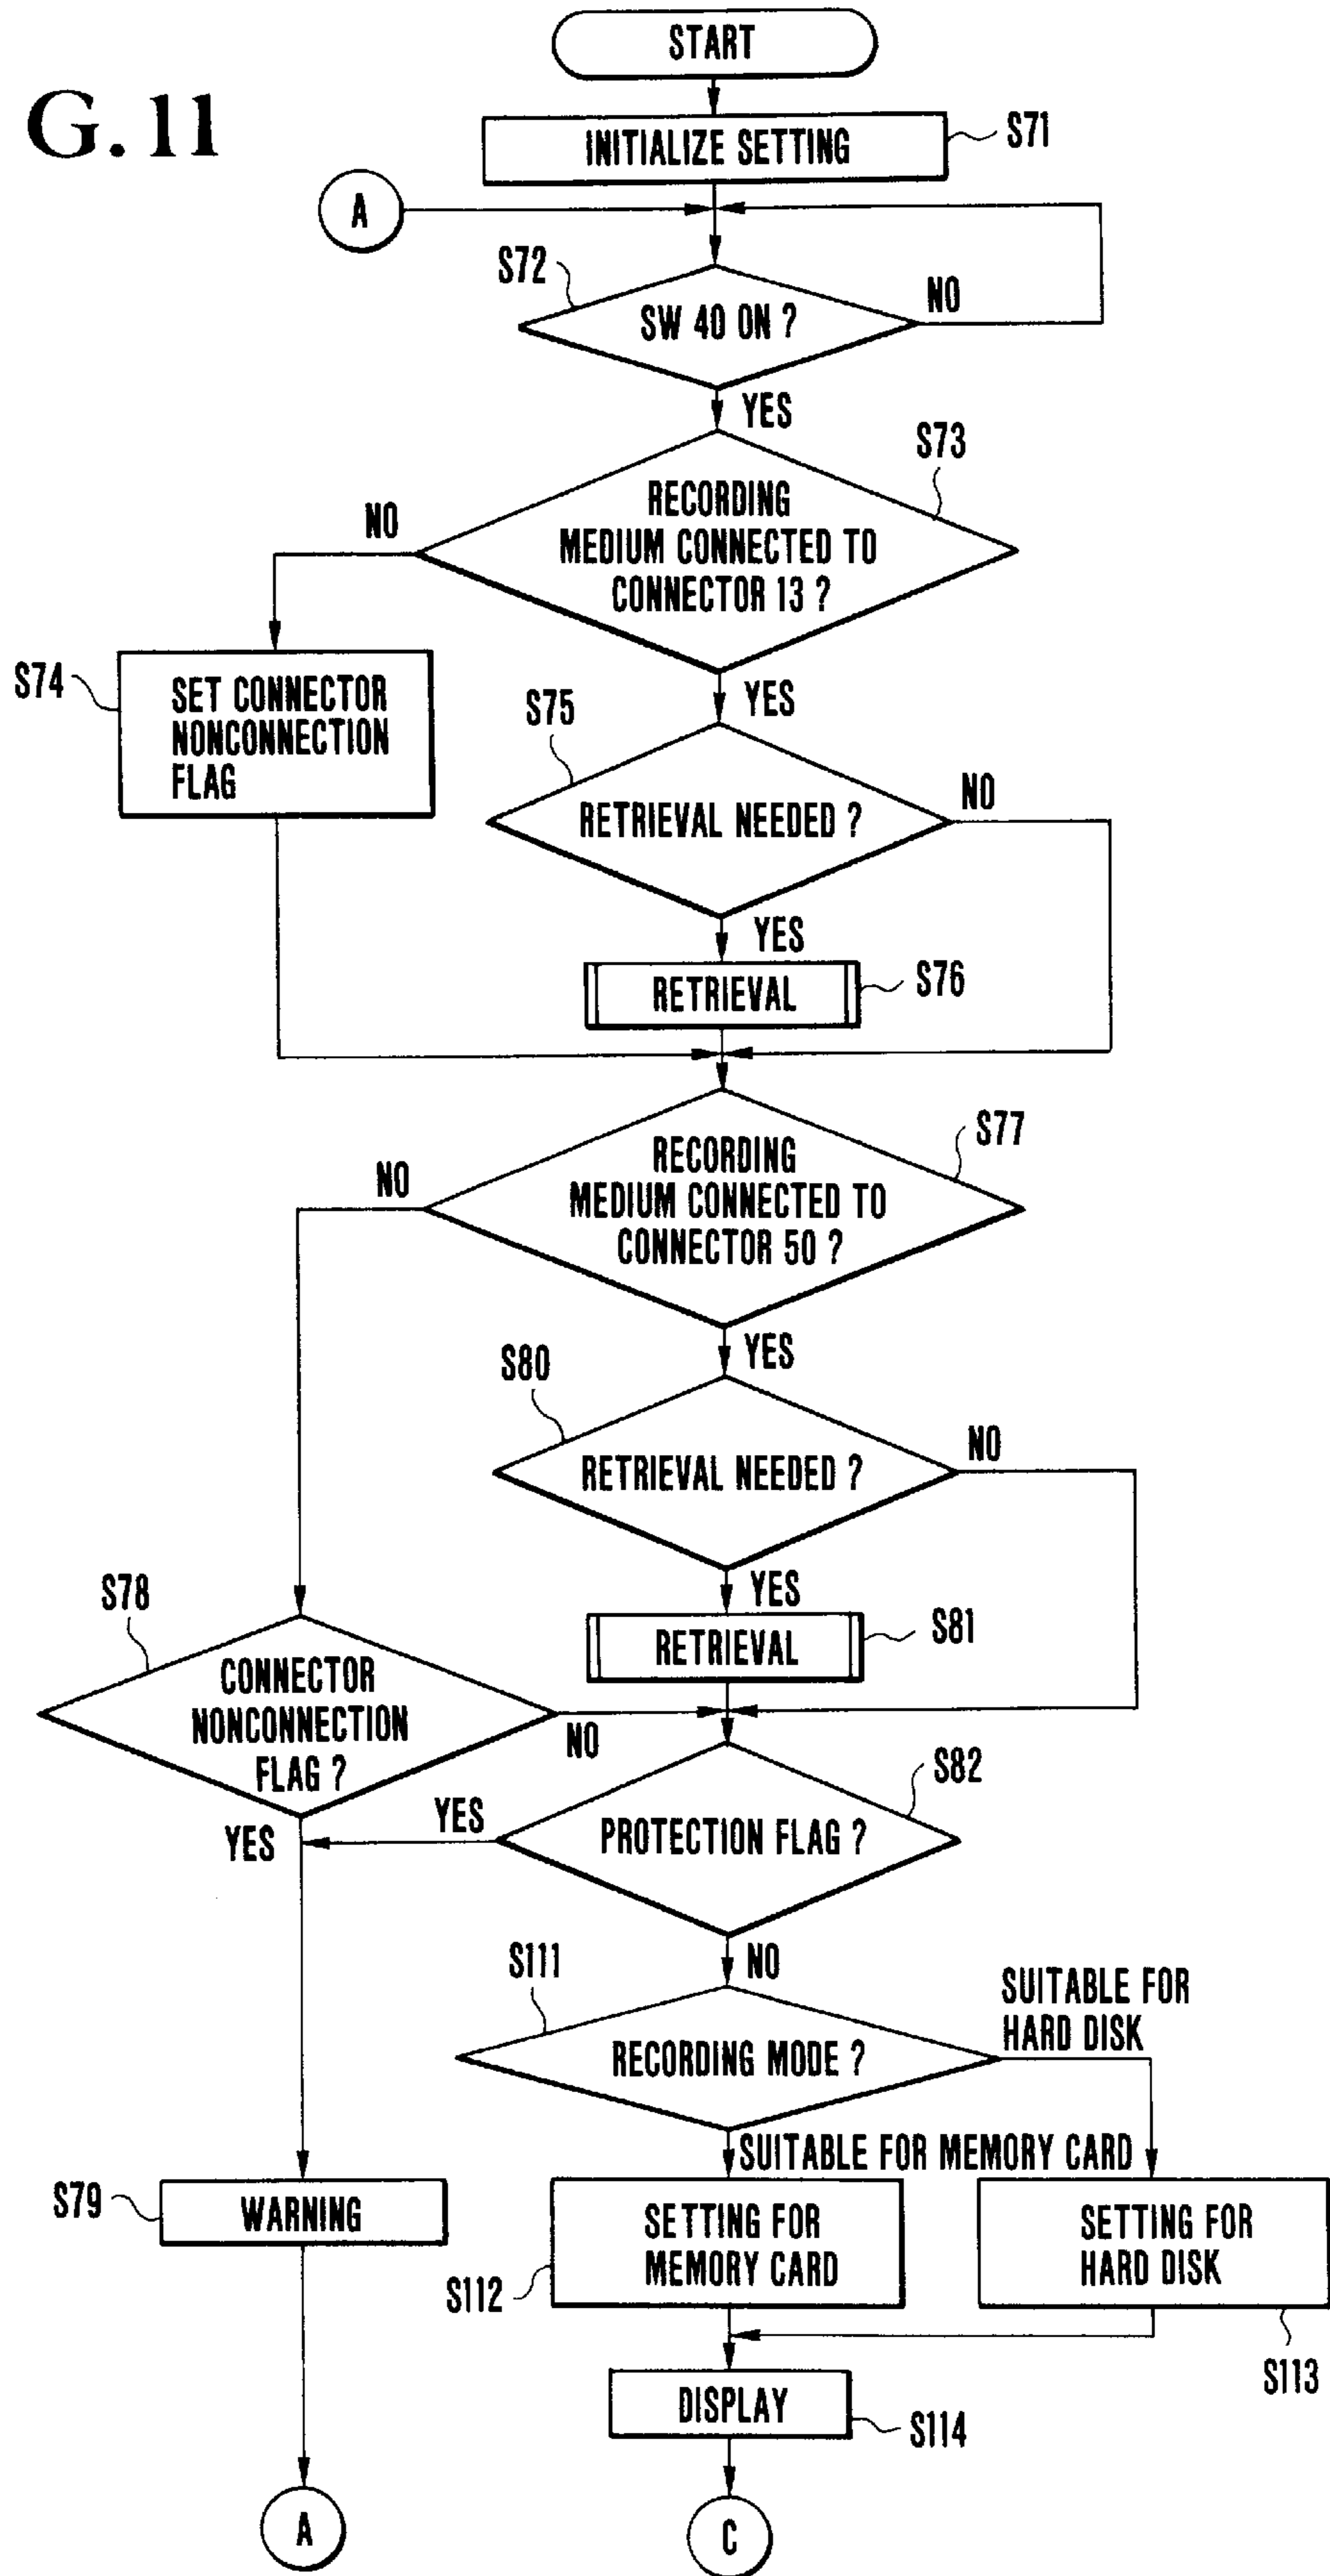 START
G. 11
INITIALIZE SETTING
S71
A
S72
SW 40 ON ?
NO
YES
S73
RECORDING
MEDIUM CONNECTED TO
CONNECTOR 13 ?
NO
S74
SET CONNECTOR
NONCONNECTION
FLAG
YES
S75
RETRIEVAL NEEDED ?
NO
YES
RETRIEVAL
S76
RECORDING
MEDIUM CONNECTED TO
CONNECTOR 50 ?
S77
NO
YES
S80
RETRIEVAL NEEDED ?
NO
YES
RETRIEVAL
S81
S78
CONNECTOR
NONCONNECTION
FLAG ?
NO
YES
S82
PROTECTION FLAG ?
YES
NO
S111
RECORDING MODE ?
SUITABLE FOR
HARD DISK
SUITABLE FOR MEMORY CARD
S79
WARNING
SETTING FOR
MEMORY CARD
S112
SETTING FOR
HARD DISK
S113
DISPLAY
S114
A
C